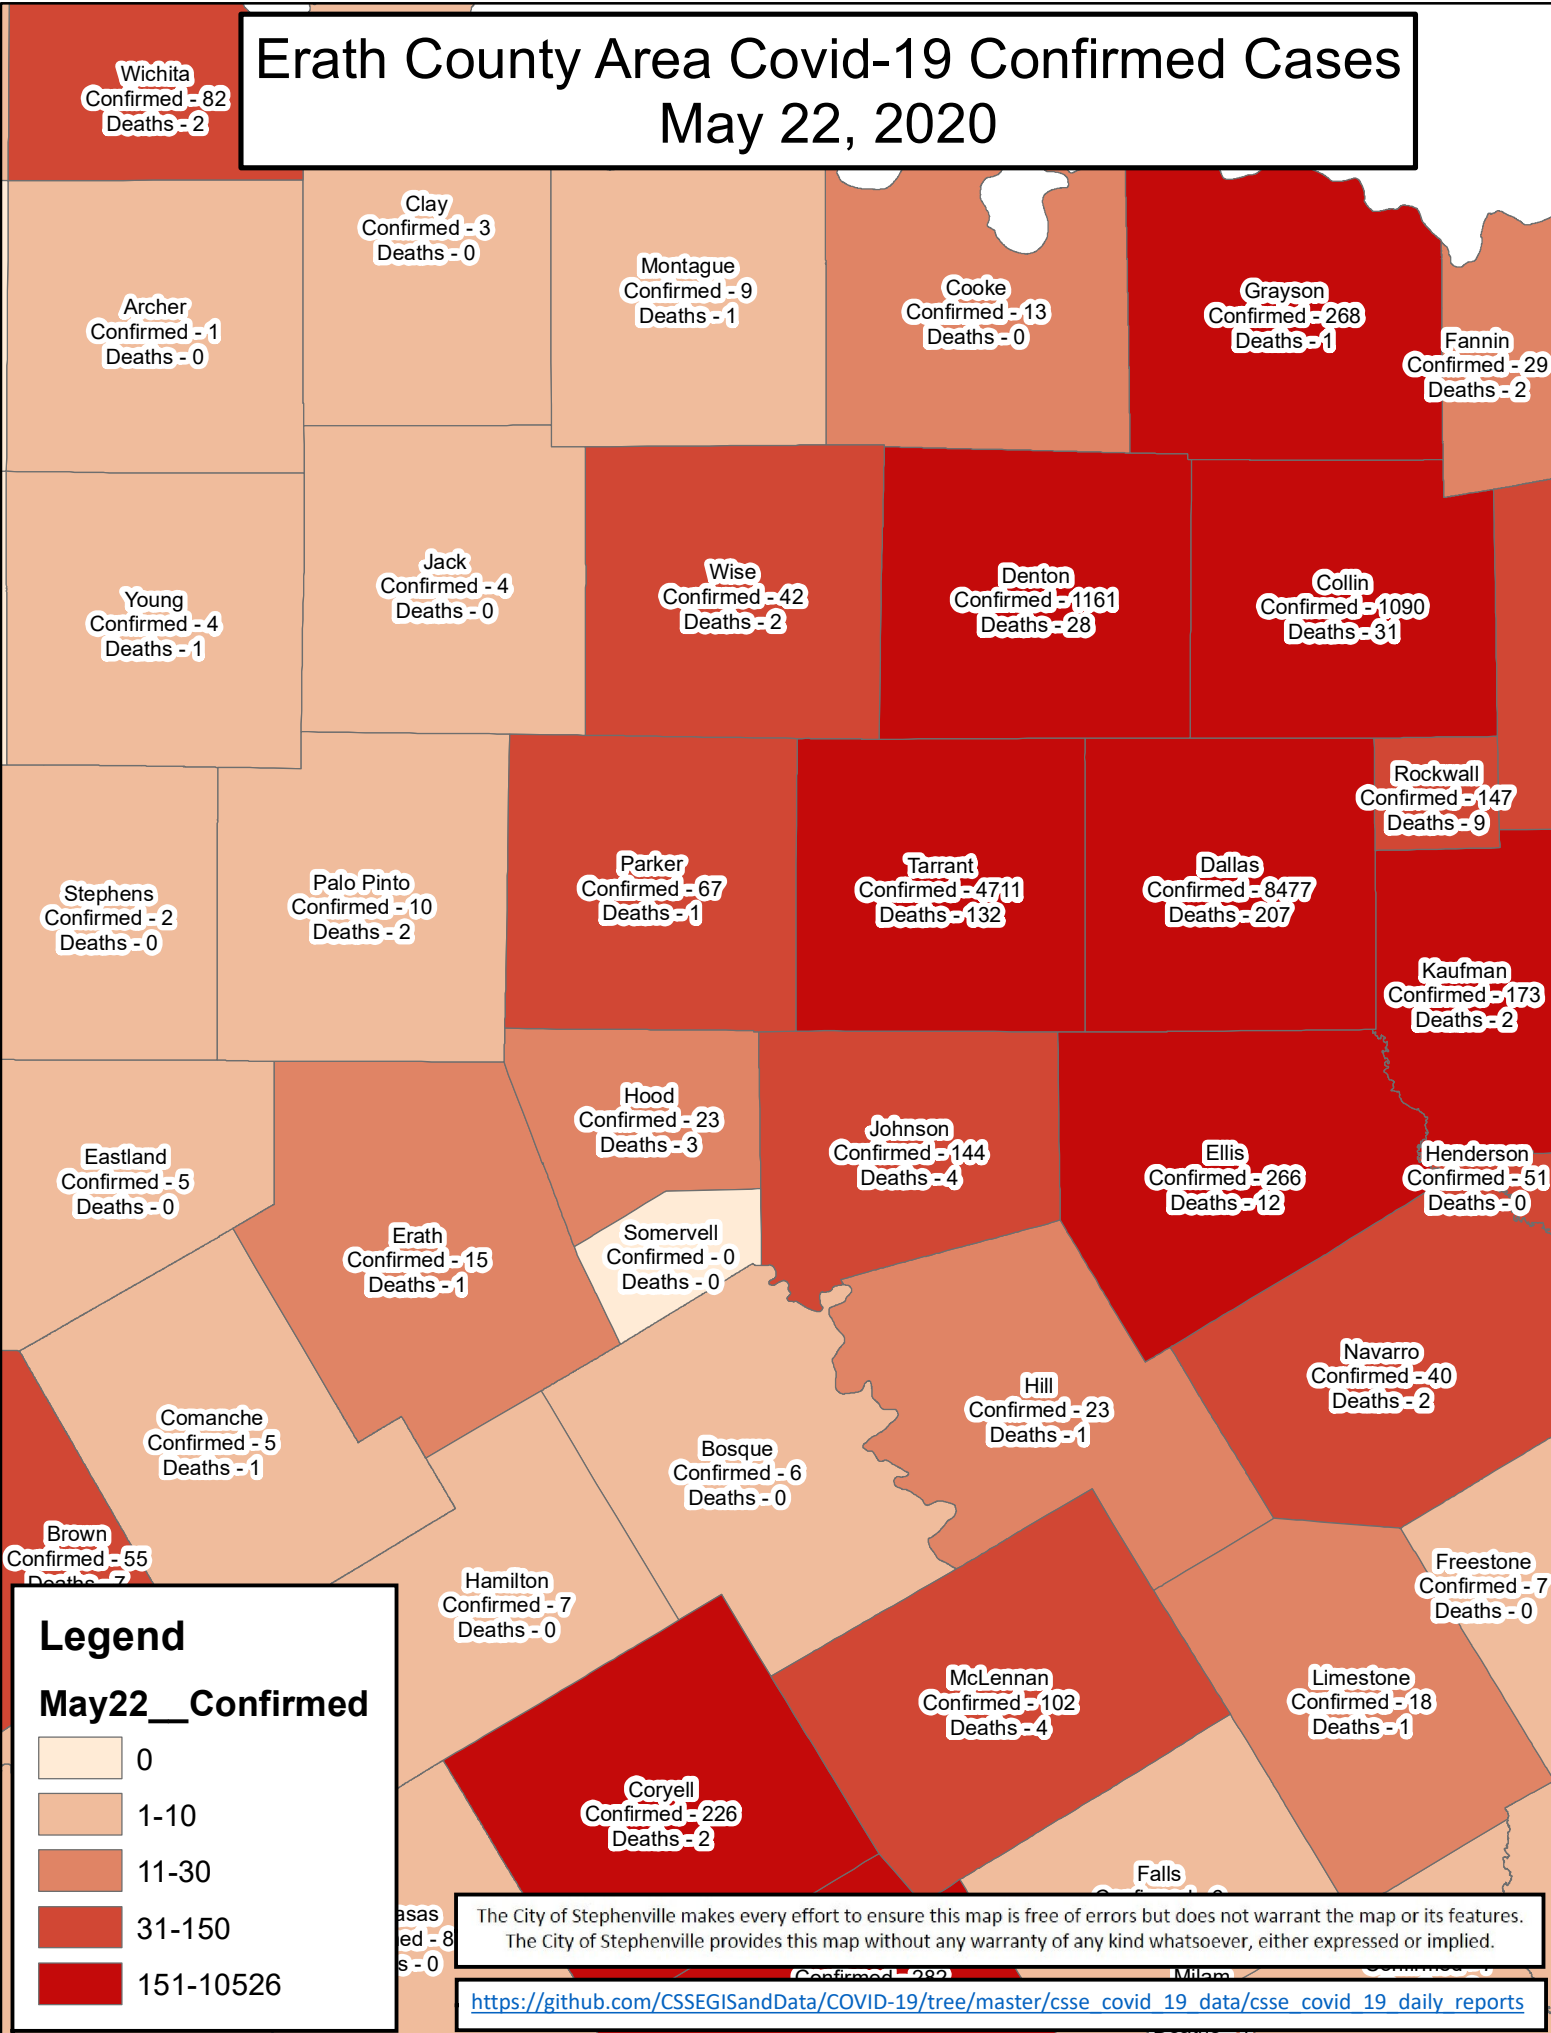 Erath County Area Covid-19 Confirmed Cases
May 22, 2020
Wichita
Confirmed - 82
Deaths - 2
Clay
Confirmed - 3
Deaths - 0
Montague
Confirmed - 9
Deaths - 1
Cooke
Confirmed - 13
Deaths - 0
Grayson
Confirmed - 268
Deaths - 1
Fannin
Confirmed - 29
Deaths - 2
Archer
Confirmed - 1
Deaths - 0
Young
Confirmed - 4
Deaths - 1
Jack
Confirmed - 4
Deaths - 0
Wise
Confirmed - 42
Deaths - 2
Denton
Confirmed - 1161
Deaths - 28
Collin
Confirmed - 1090
Deaths - 31
Rockwall
Confirmed - 147
Deaths - 9
Stephens
Confirmed - 2
Deaths - 0
Palo Pinto
Confirmed - 10
Deaths - 2
Parker
Confirmed - 67
Deaths - 1
Tarrant
Confirmed - 4711
Deaths - 132
Dallas
Confirmed - 8477
Deaths - 207
Kaufman
Confirmed - 173
Deaths - 2
Eastland
Confirmed - 5
Deaths - 0
Erath
Confirmed - 15
Deaths - 1
Hood
Confirmed - 23
Deaths - 3
Somervell
Confirmed - 0
Deaths - 0
Johnson
Confirmed - 144
Deaths - 4
Ellis
Confirmed - 266
Deaths - 12
Henderson
Confirmed - 51
Deaths - 0
Comanche
Confirmed - 5
Deaths - 1
Bosque
Confirmed - 6
Deaths - 0
Hill
Confirmed - 23
Deaths - 1
Navarro
Confirmed - 40
Deaths - 2
Brown
Confirmed - 55
Deaths - 7
Hamilton
Confirmed - 7
Deaths - 0
Freestone
Confirmed - 7
Deaths - 0
McLennan
Confirmed - 102
Deaths - 4
Limestone
Confirmed - 18
Deaths - 1
Coryell
Confirmed - 226
Deaths - 2
Falls
asas
ed - 8
s - 0
Confirmed - 282
Milam
Legend
May22__Confirmed
0
1-10
11-30
31-150
151-10526
The City of Stephenville makes every effort to ensure this map is free of errors but does not warrant the map or its features.
The City of Stephenville provides this map without any warranty of any kind whatsoever, either expressed or implied.
https://github.com/CSSEGISandData/COVID-19/tree/master/csse_covid_19_data/csse_covid_19_daily_reports